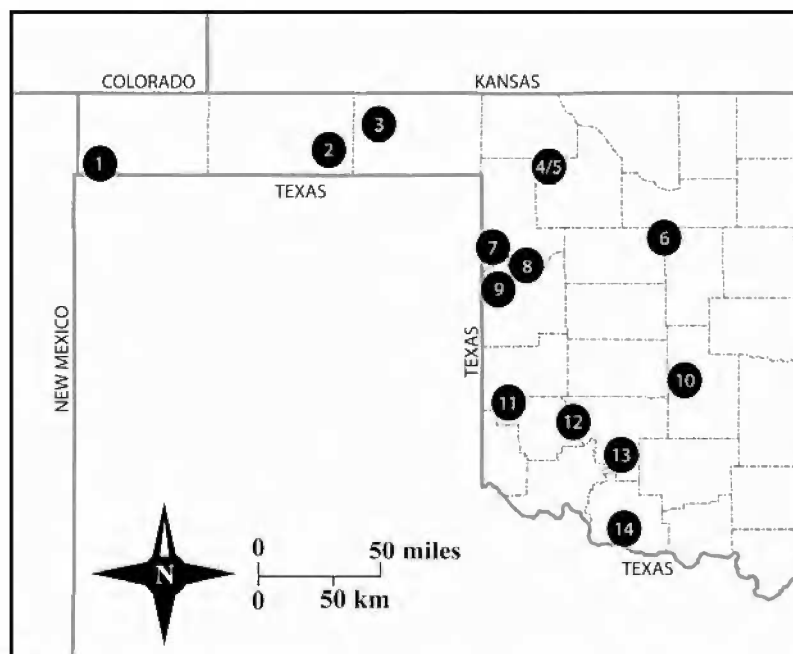 COLORADO
KANSAS
3
2
1
4/5
TEXAS
6
7
8
9
TEXAS
NEW MEXICO
10
11
12
13
14
TEXAS
0 50 miles
N
0 50 km